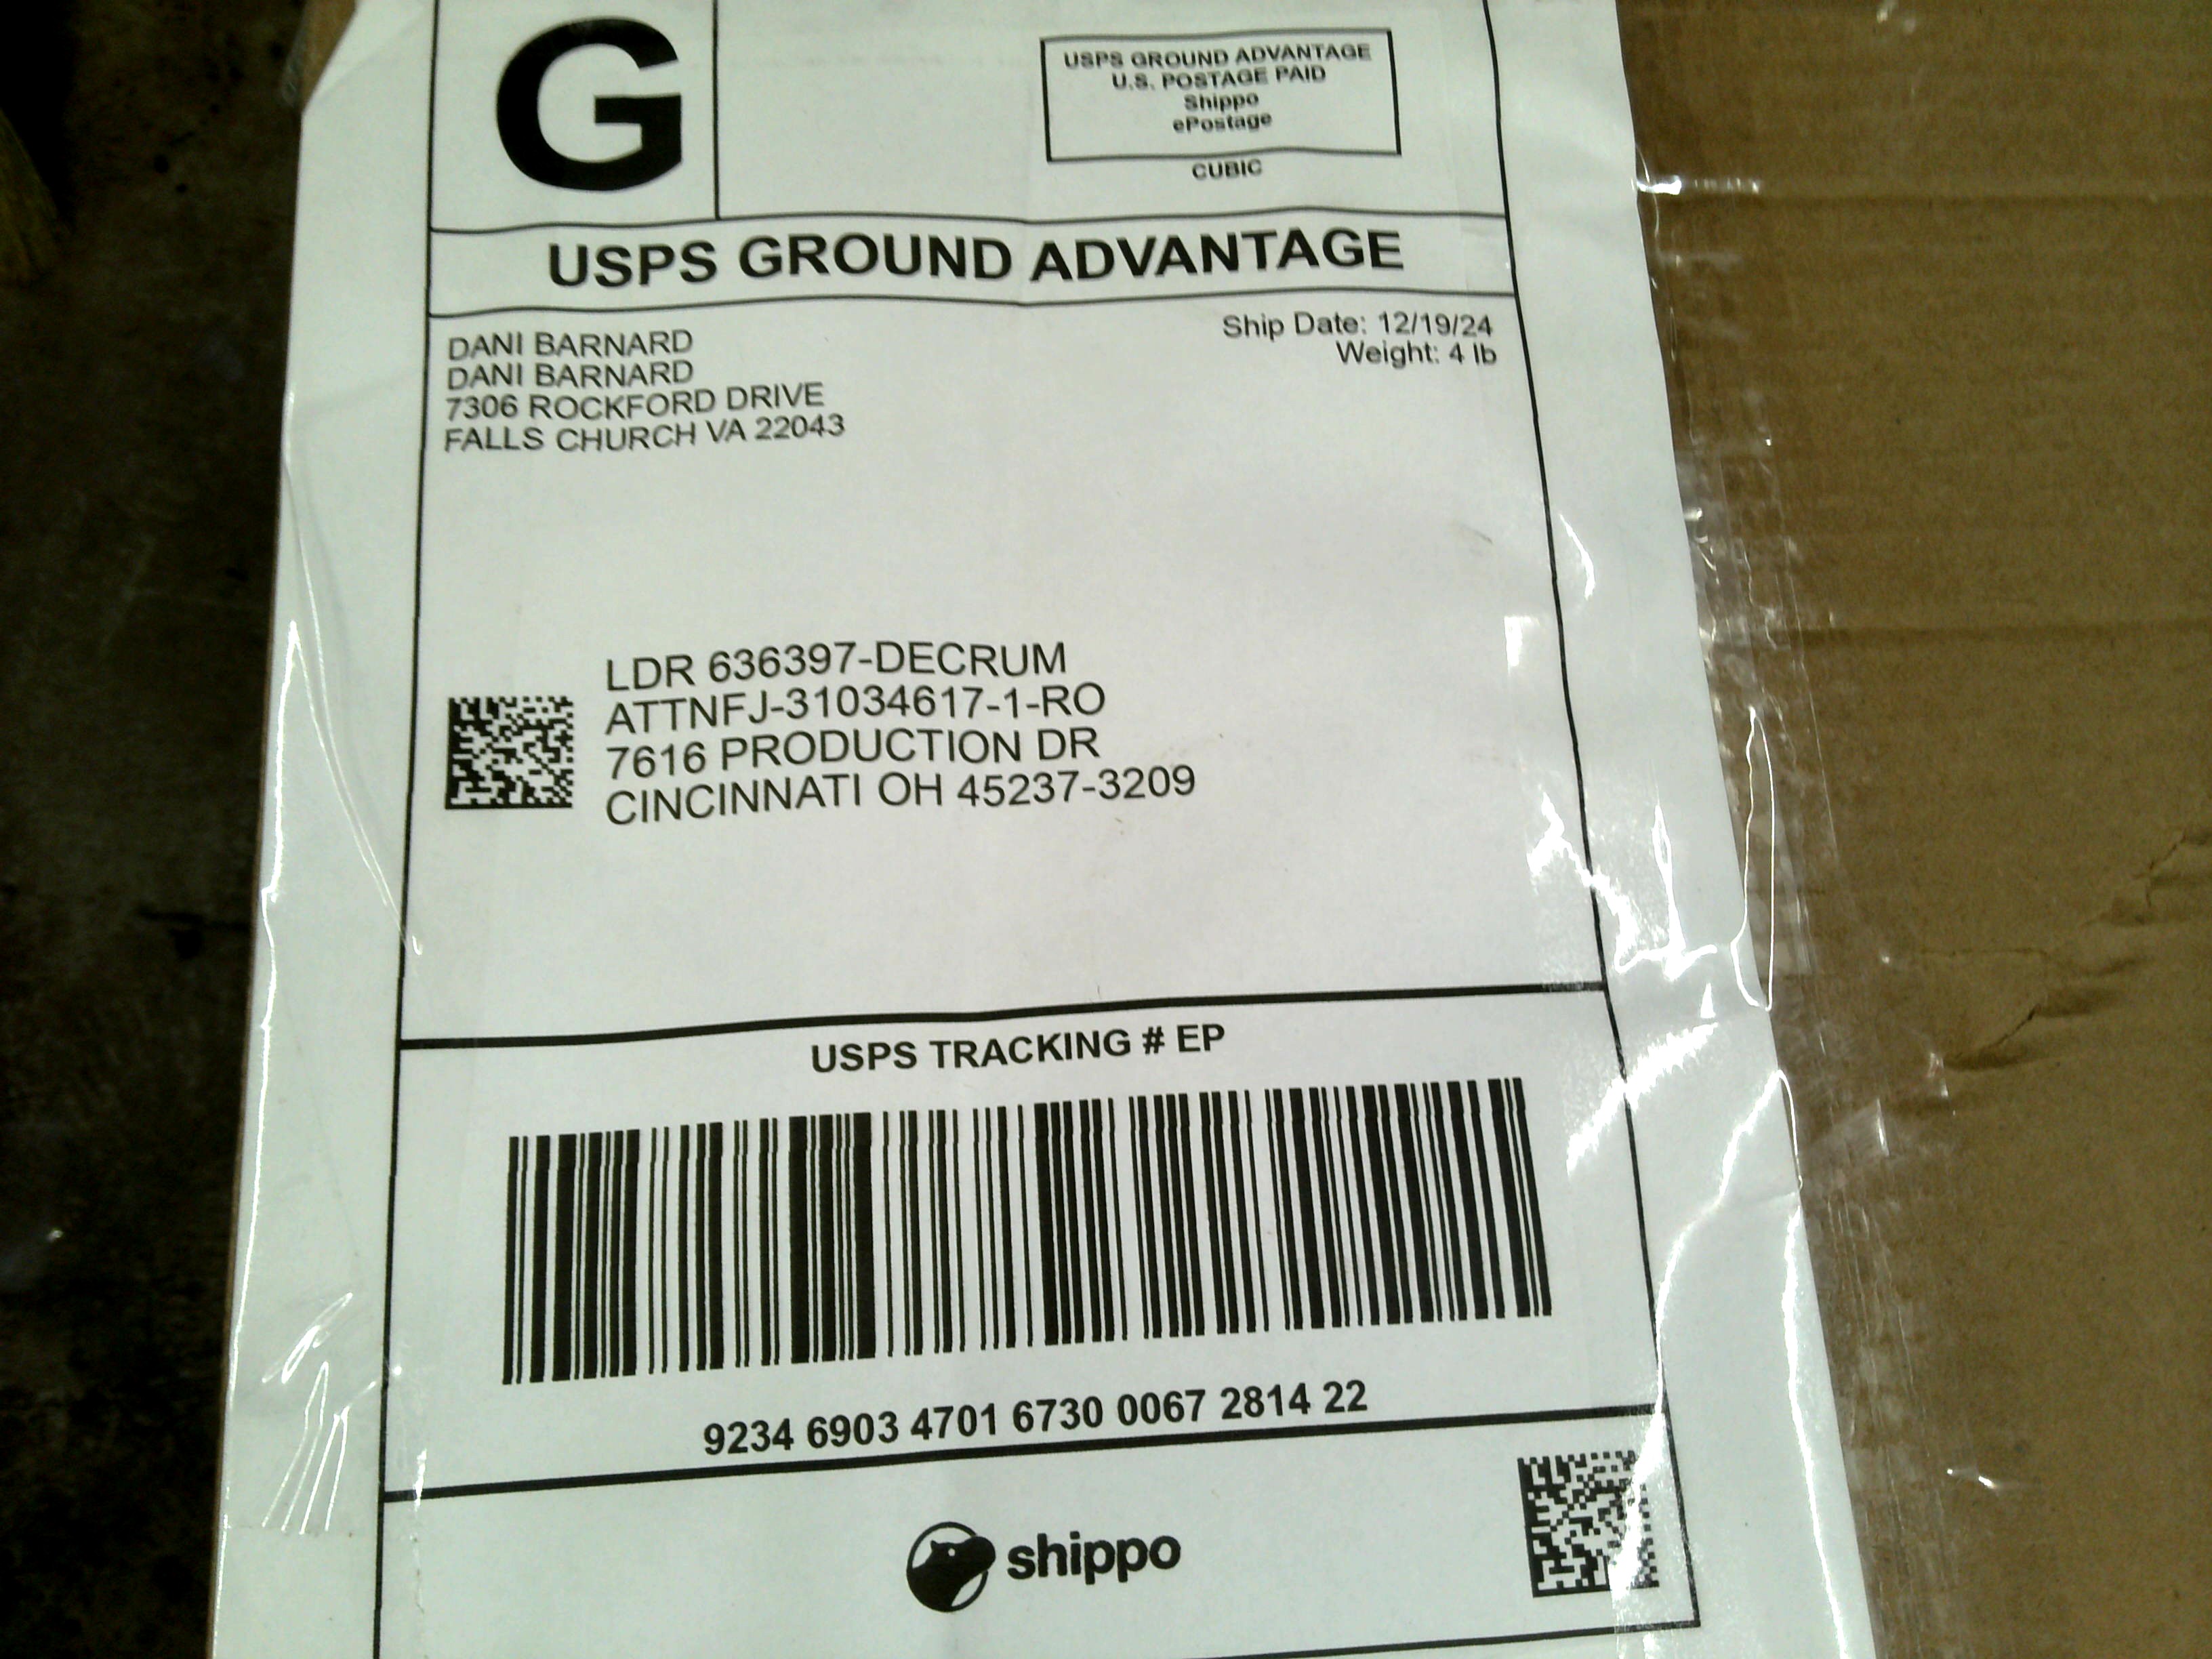 G
USPS GROUND ADVANTAGE
U.S. POSTAGE PAID
Shippo
ePostage
CUBIC
USPS GROUND ADVANTAGE
DANI BARNARD
DANI BARNARD
7306 ROCKFORD DRIVE
FALLS CHURCH VA 22043
Ship Date: 12/19/24
Weight: 4 lb
LDR 636397-DECRUM
ATTNFJ-31034617-1-RO
7616 PRODUCTION DR
CINCINNATI OH 45237-3209
USPS TRACKING # EP
9234 6903 4701 6730 0067 2814 22
shippo